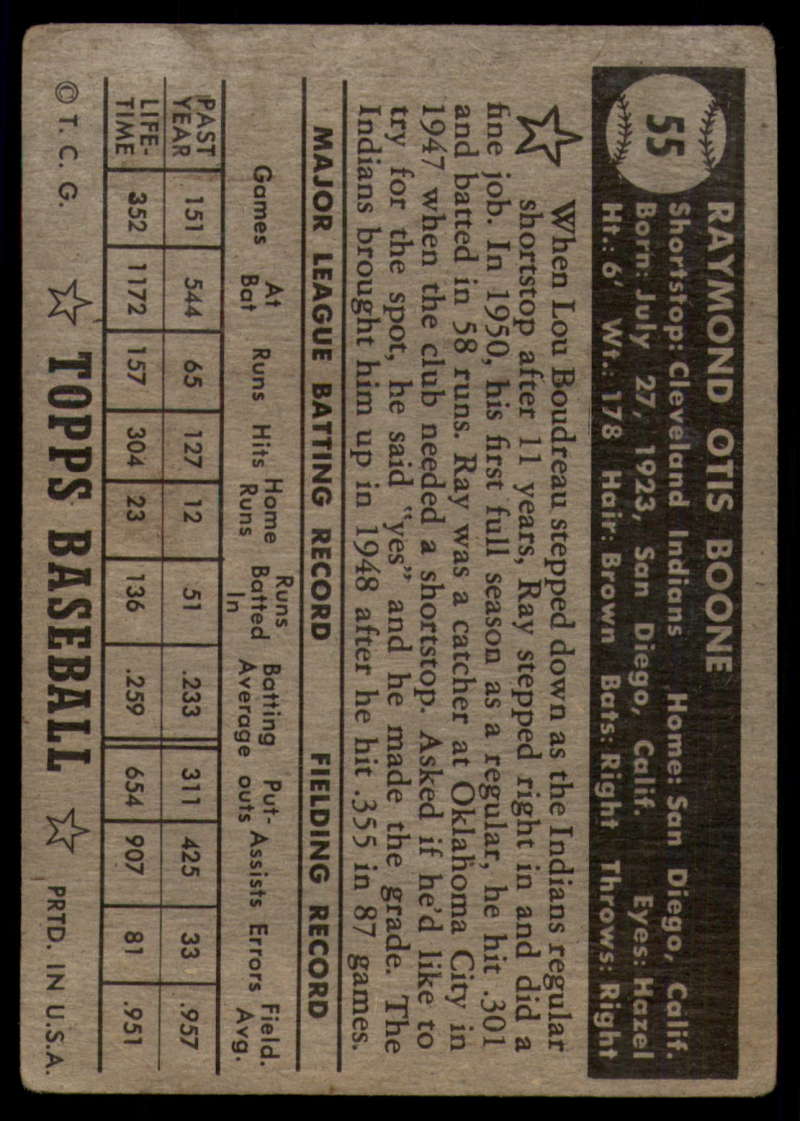 55
RAYMOND OTIS BOONE
Shortstop: Cleveland Indians Home: San Diego, Calif.
Born: July 27, 1923, San Diego, Calif. Eyes: Hazel
Ht.: 6' Wt.: 178 Hair: Brown Bats: Right Throws: Right
When Lou Boudreau stepped down as the Indians regular
shortstop after 11 years, Ray stepped right in and did a
fine job. In 1950, his first full season as a regular, he hit .301
and batted in 58 runs. Ray was a catcher at Oklahoma City in
1947 when the club needed a shortstop. Asked if he'd like to
try for the spot, he said "yes" and he made the grade. The
Indians brought him up in 1948 after he hit .355 in 87 games.
MAJOR LEAGUE BATTING RECORD FIELDING RECORD
Games At Bat Runs Hits Home Runs Runs Batted In Batting Average Put-outs Assists Errors Field. Avg.
PAST YEAR 151 544 65 127 12 51 .233 311 425 33 .957
LIFE-TIME 352 1172 157 304 23 136 .259 654 907 81 .951
© T. C. G. TOPPS BASEBALL PRTD. IN U.S.A.